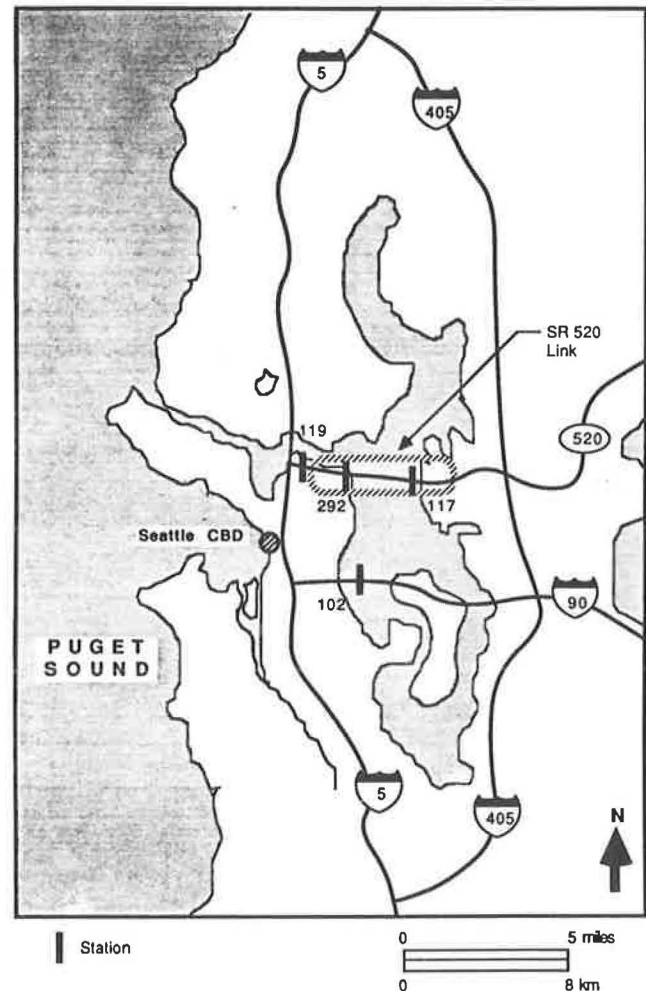 5
405
SR 520
Link
520
119
292
117
Seattle CBD
102
90
PUGET
SOUND
5
405
N
Station
0
5 miles
0
8 km